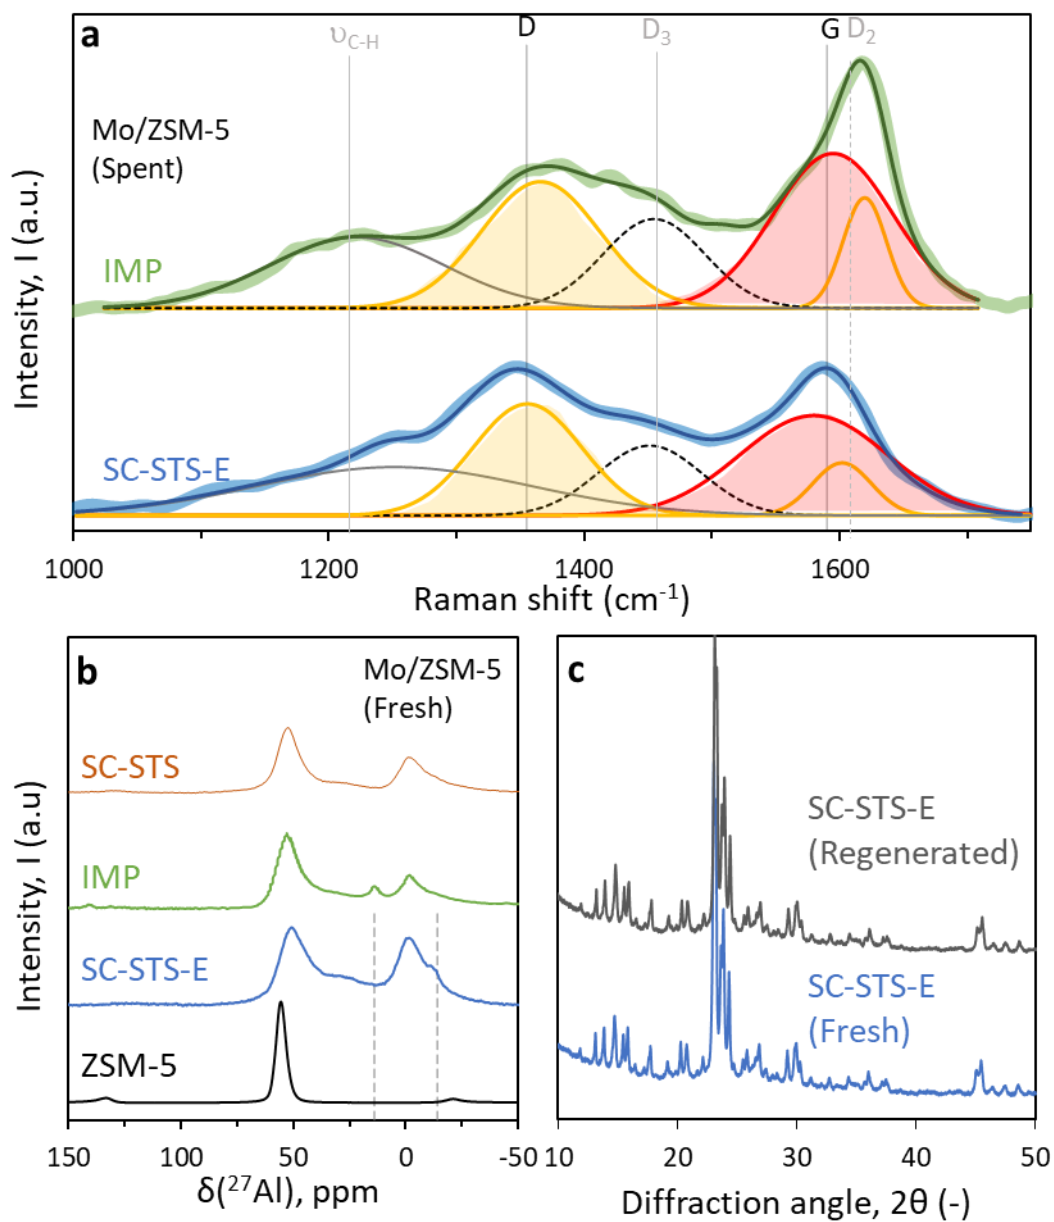 a
υC-H
D
D3
G
D2
Mo/ZSM-5
(Spent)
IMP
SC-STS-E
Intensity, I (a.u.)
1000
1200
1400
1600
Raman shift (cm-1)
b
Mo/ZSM-5
(Fresh)
SC-STS
IMP
SC-STS-E
ZSM-5
Intensity, I (a.u)
150
100
50
0
-50
δ(27Al), ppm
c
SC-STS-E
(Regenerated)
SC-STS-E
(Fresh)
10
20
30
40
50
Diffraction angle, 2θ (-)